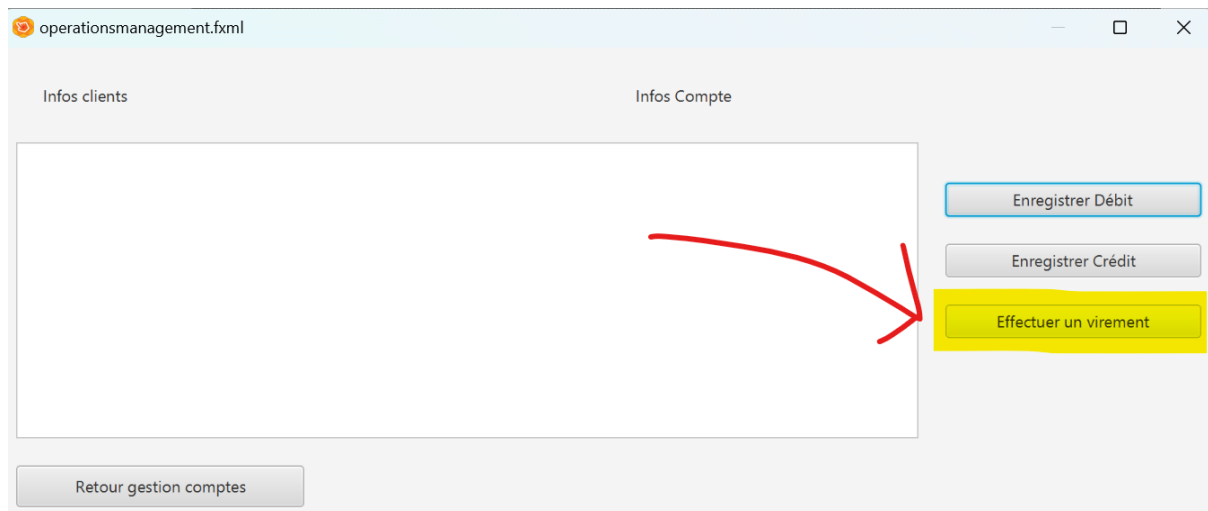 operationsmanagement.fxml
Infos clients
Infos Compte
Enregistrer Débit
Enregistrer Crédit
Effectuer un virement
Retour gestion comptes